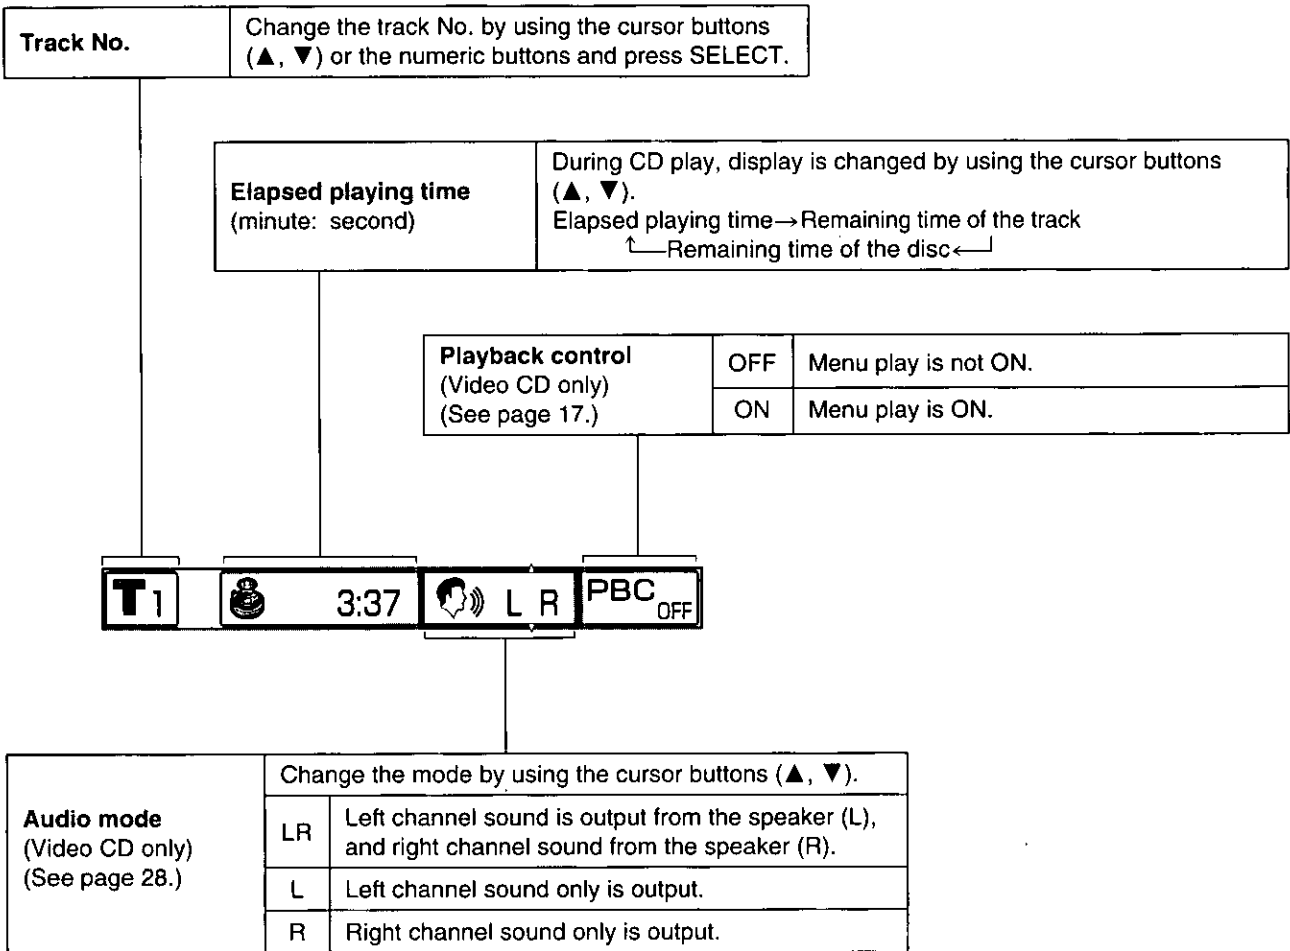 Track No.
Change the track No. by using the cursor buttons
(▲, ▼) or the numeric buttons and press SELECT.
Elapsed playing time
(minute: second)
During CD play, display is changed by using the cursor buttons
(▲, ▼).
Elapsed playing time→Remaining time of the track
↑—Remaining time of the disc←
Playback control
(Video CD only)
(See page 17.)
OFF Menu play is not ON.
ON Menu play is ON.
T1 3:37 L R PBC OFF
Audio mode
(Video CD only)
(See page 28.)
Change the mode by using the cursor buttons (▲, ▼).
LR Left channel sound is output from the speaker (L),
and right channel sound from the speaker (R).
L Left channel sound only is output.
R Right channel sound only is output.